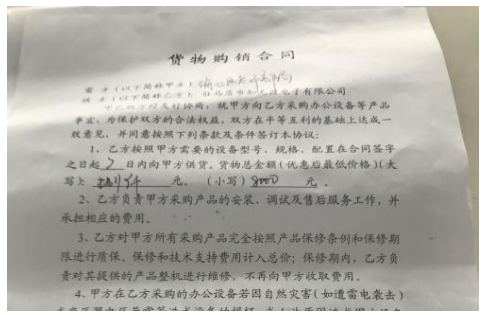 货物购销合同
需 方(以下简称甲方):
供 方(以下简称乙方): 有限公司
甲乙双方经友好协商,就甲方向乙方采购办公设备等产品
事宜,为保护双方的合法权益,双方在平等互利的基础上达成一
致意见,并同意按照下列条款及条件签订本协议:
1、乙方按照甲方需要的设备型号、规格,配置在合同签字
之日起 2 日内向甲方供货。货物总金额(优惠后最低价格)(大
写): 捌仟 元。(小写)8000 元。
2、乙方负责甲方采购产品的安装、调试及售后服务工作,并
承担相应的费用。
3、乙方对甲方所有采购产品完全按照产品保修条例和保修期
限进行质保。保修和技术支持费用计入总价;保修期内,乙方负
责对其提供的产品整机进行维修,不再向甲方收取费用。
4、甲方在乙方采购的办公设备若因自然灾害(如遭雷电袭击)